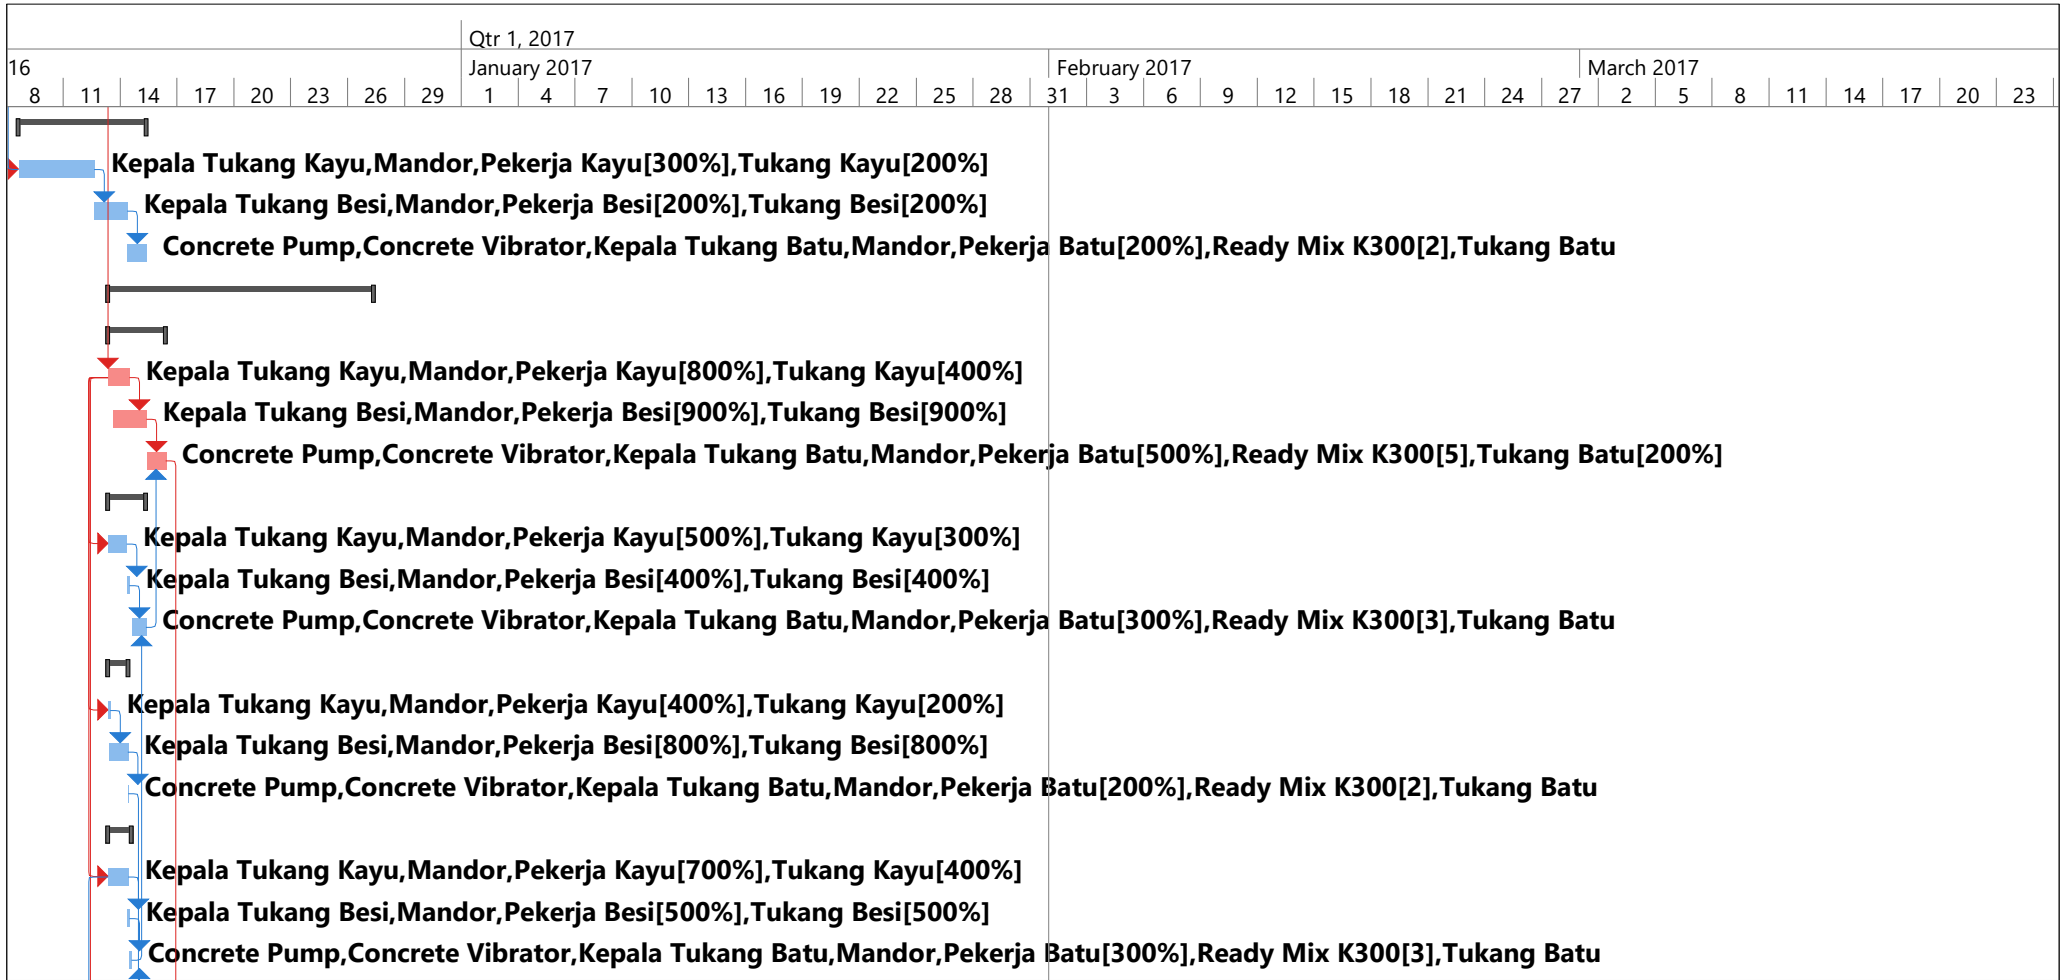 Qtr 1, 2017
16 January 2017 February 2017 March 2017
8 11 14 17 20 23 26 29 1 4 7 10 13 16 19 22 25 28 31 3 6 9 12 15 18 21 24 27 2 5 8 11 14 17 20 23
Kepala Tukang Kayu,Mandor,Pekerja Kayu[300%],Tukang Kayu[200%]
Kepala Tukang Besi,Mandor,Pekerja Besi[200%],Tukang Besi[200%]
Concrete Pump,Concrete Vibrator,Kepala Tukang Batu,Mandor,Pekerja Batu[200%],Ready Mix K300[2],Tukang Batu
Kepala Tukang Kayu,Mandor,Pekerja Kayu[800%],Tukang Kayu[400%]
Kepala Tukang Besi,Mandor,Pekerja Besi[900%],Tukang Besi[900%]
Concrete Pump,Concrete Vibrator,Kepala Tukang Batu,Mandor,Pekerja Batu[500%],Ready Mix K300[5],Tukang Batu[200%]
Kepala Tukang Kayu,Mandor,Pekerja Kayu[500%],Tukang Kayu[300%]
Kepala Tukang Besi,Mandor,Pekerja Besi[400%],Tukang Besi[400%]
Concrete Pump,Concrete Vibrator,Kepala Tukang Batu,Mandor,Pekerja Batu[300%],Ready Mix K300[3],Tukang Batu
Kepala Tukang Kayu,Mandor,Pekerja Kayu[400%],Tukang Kayu[200%]
Kepala Tukang Besi,Mandor,Pekerja Besi[800%],Tukang Besi[800%]
Concrete Pump,Concrete Vibrator,Kepala Tukang Batu,Mandor,Pekerja Batu[200%],Ready Mix K300[2],Tukang Batu
Kepala Tukang Kayu,Mandor,Pekerja Kayu[700%],Tukang Kayu[400%]
Kepala Tukang Besi,Mandor,Pekerja Besi[500%],Tukang Besi[500%]
Concrete Pump,Concrete Vibrator,Kepala Tukang Batu,Mandor,Pekerja Batu[300%],Ready Mix K300[3],Tukang Batu